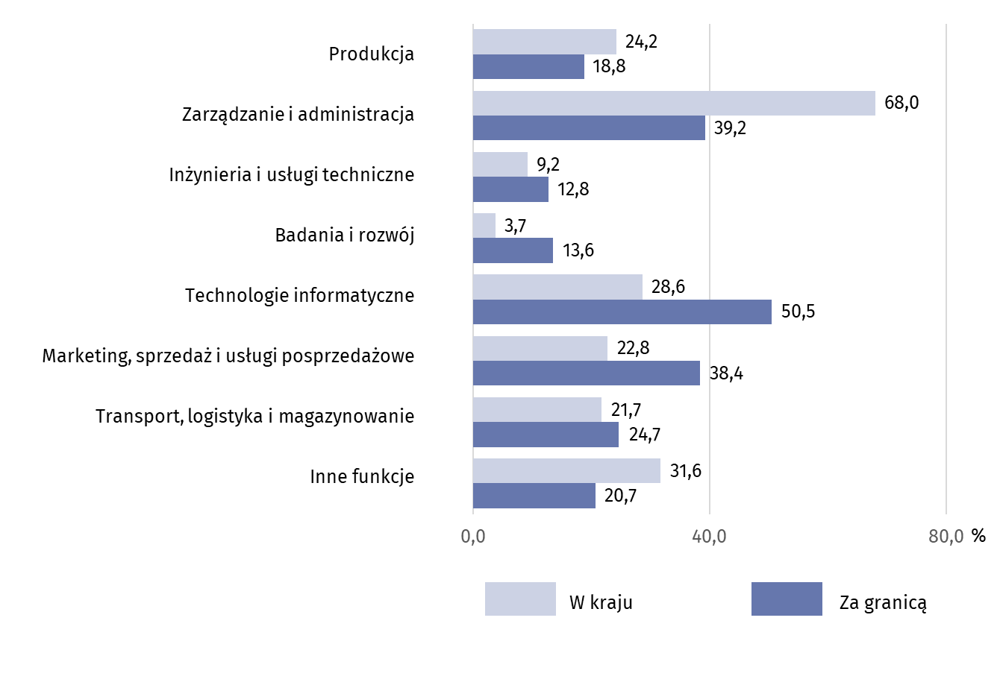 Produkcja
24,2
18,8
Zarządzanie i administracja
68,0
39,2
Inżynieria i usługi techniczne
9,2
12,8
Badania i rozwój
3,7
13,6
Technologie informatyczne
28,6
50,5
Marketing, sprzedaż i usługi posprzedażowe
22,8
38,4
Transport, logistyka i magazynowanie
21,7
24,7
Inne funkcje
31,6
20,7
0,0 40,0 80,0 %
W kraju Za granicą